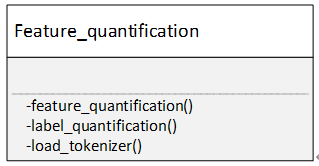 Feature_quantification
-feature_quantification()
-label_quantification()
-load_tokenizer()